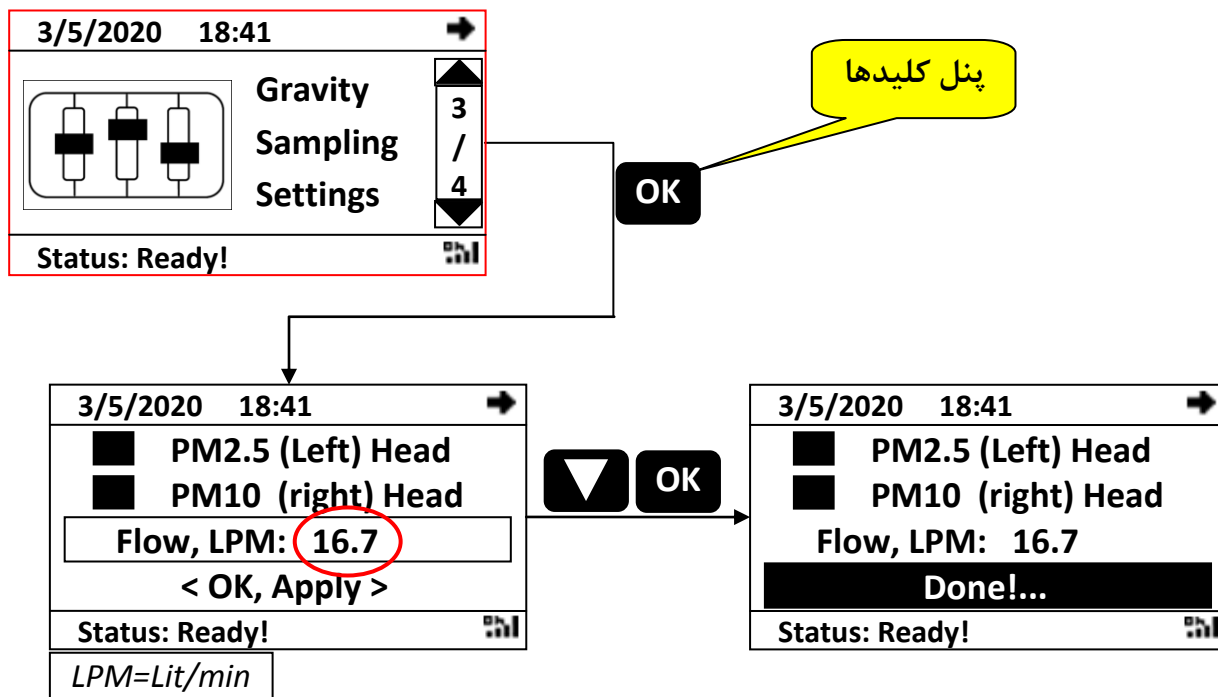 3/5/2020 18:41
Gravity
Sampling
Settings
3
/
4
Status: Ready!
پنل کلیدها
OK
3/5/2020 18:41
PM2.5 (Left) Head
PM10 (right) Head
Flow, LPM: 16.7
< OK, Apply >
Status: Ready!
LPM=Lit/min
OK
3/5/2020 18:41
PM2.5 (Left) Head
PM10 (right) Head
Flow, LPM: 16.7
Done!...
Status: Ready!